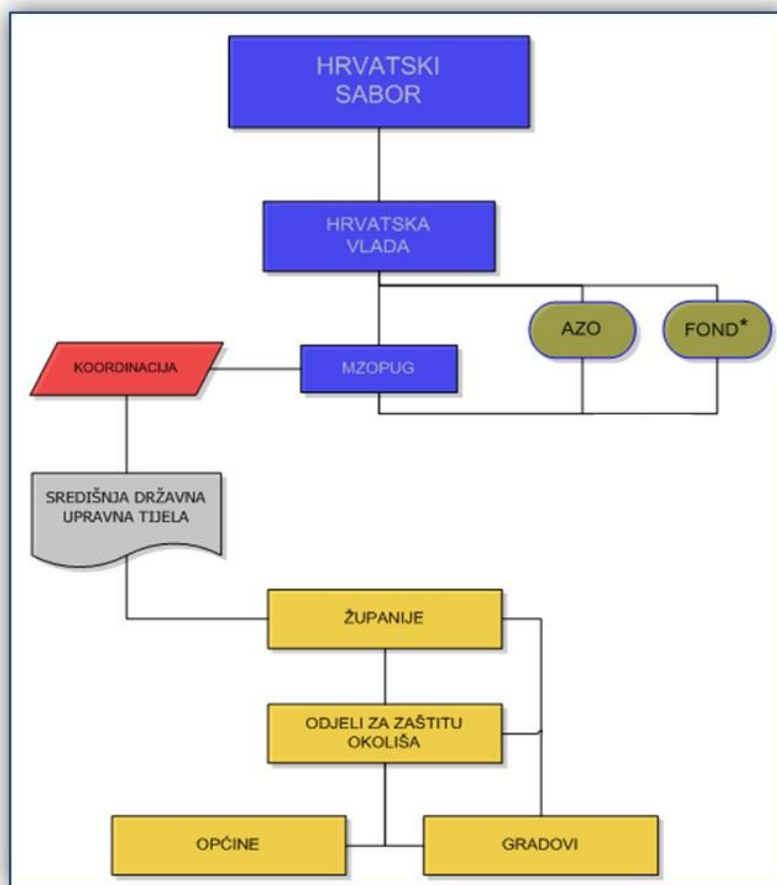 HRVATSKI
SABOR
HRVATSKA
VLADA
AZO
FOND*
KOORDINACIJA
MZOPUG
SREDIŠNJA DRŽAVNA
UPRAVNA TIJELA
ŽUPANIJE
ODJELI ZA ZAŠTITU
OKOLIŠA
OPĆINE
GRADOVI